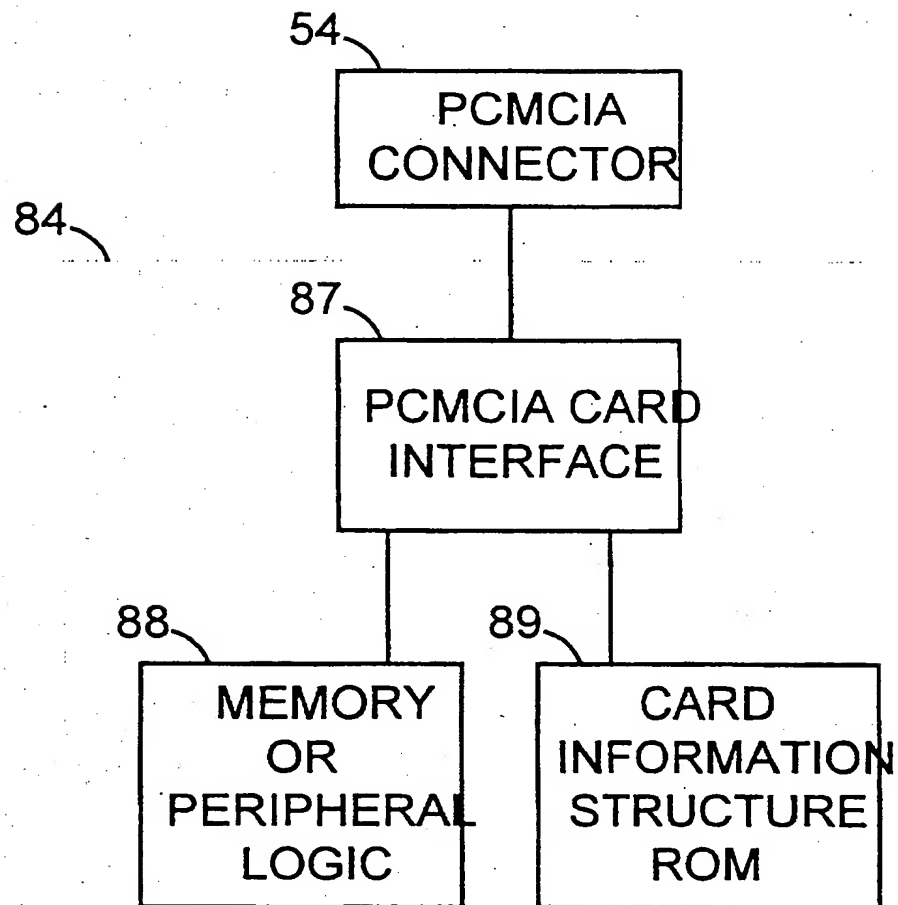 54
PCMCIA
CONNECTOR
84
87
PCMCIA CARD
INTERFACE
88
MEMORY
OR
PERIPHERAL
LOGIC
89
CARD
INFORMATION
STRUCTURE
ROM